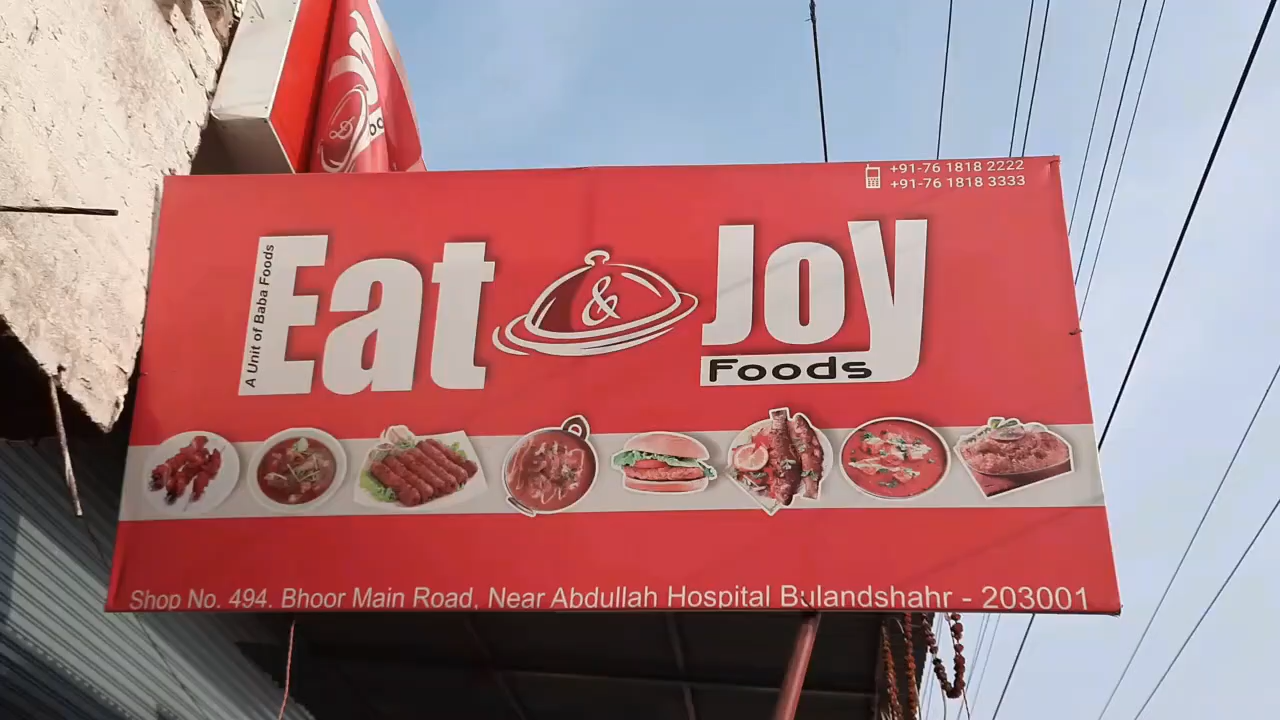 +91-76 1818 2222
+91-76 1818 3333
A Unit of Baba Foods
Eat & Joy
Foods
Shop No. 494, Bhoor Main Road, Near Abdullah Hospital Bulandshahr - 203001